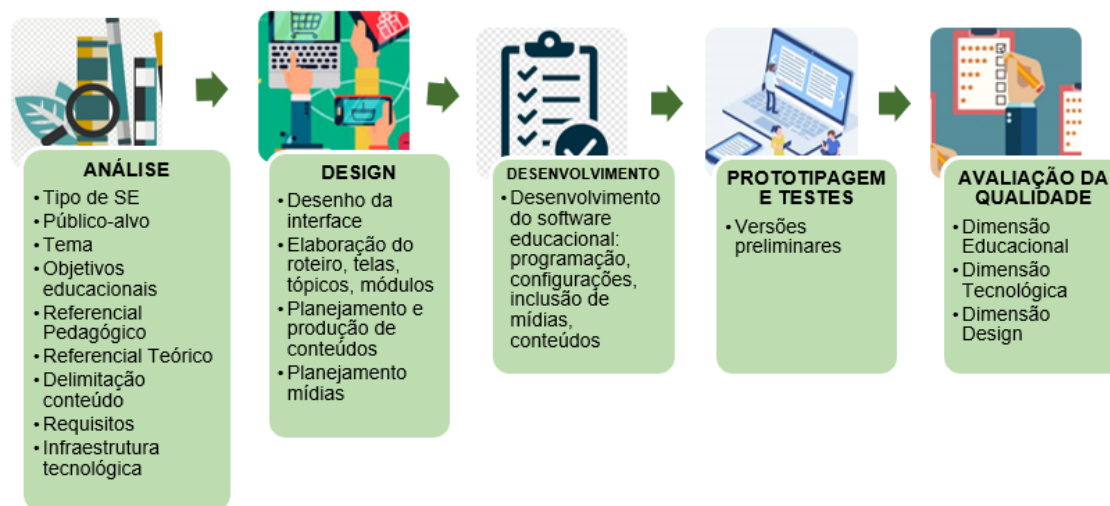 ANÁLISE
• Tipo de SE
• Público-alvo
• Tema
• Objetivos
educacionais
• Referencial
Pedagógico
• Referencial Teórico
• Delimitação
conteúdo
• Requisitos
• Infraestrutura
tecnológica
DESIGN
• Desenho da
interface
• Elaboração do
roteiro, telas,
tópicos, módulos
• Planejamento e
produção de
conteúdos
• Planejamento
mídias
DESENVOLVIMENTO
• Desenvolvimento
do software
educacional:
programação,
configurações,
inclusão de
mídias,
conteúdos
PROTOTIPAGEM
E TESTES
• Versões
preliminares
AVALIAÇÃO DA
QUALIDADE
• Dimensão
Educacional
• Dimensão
Tecnológica
• Dimensão
Design